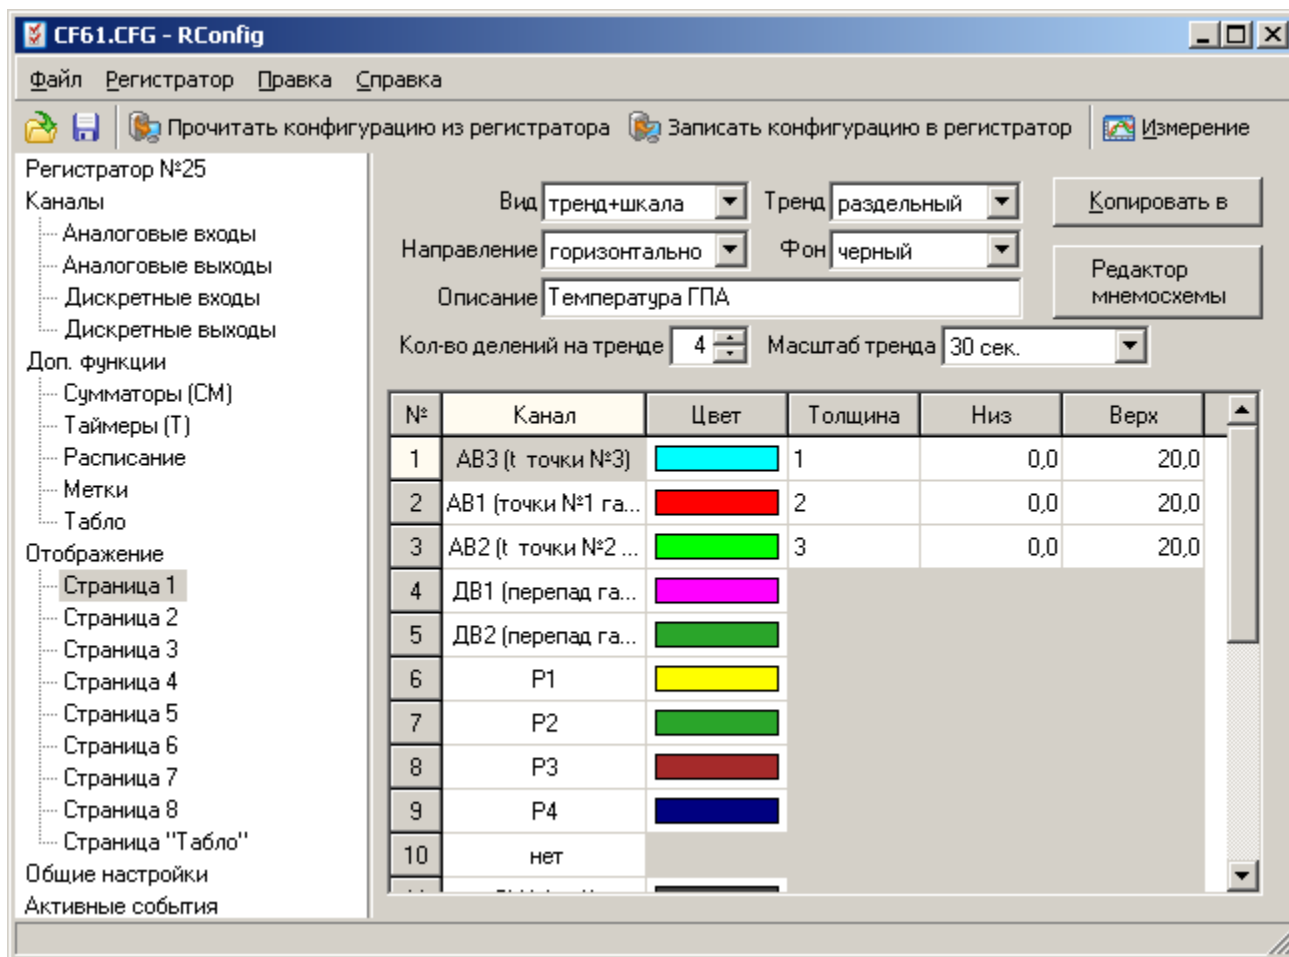 CF61.CFG - RConfig
Файл Регистратор Правка Справка
Прочитать конфигурацию из регистратора Записать конфигурацию в регистратор Измерение
Регистратор №25
Каналы
Аналоговые входы
Аналоговые выходы
Дискретные входы
Дискретные выходы
Доп. функции
Сумматоры (СМ)
Таймеры (Т)
Расписание
Метки
Табло
Отображение
Страница 1
Страница 2
Страница 3
Страница 4
Страница 5
Страница 6
Страница 7
Страница 8
Страница "Табло"
Общие настройки
Активные события
Вид тренд+шкала Тренд раздельный Копировать в
Направление горизонтально Фон черный
Редактор
мнемосхемы
Описание Температура ГПА
Кол-во делений на тренде 4 Масштаб тренда 30 сек.
№ Канал Цвет Толщина Низ Верх
1 АВ3 (t точки №3) 1 0,0 20,0
2 АВ1 (точки №1 га... 2 0,0 20,0
3 АВ2 (t точки №2 ... 3 0,0 20,0
4 ДВ1 (перепад га...
5 ДВ2 (перепад га...
6 Р1
7 Р2
8 Р3
9 Р4
10 нет